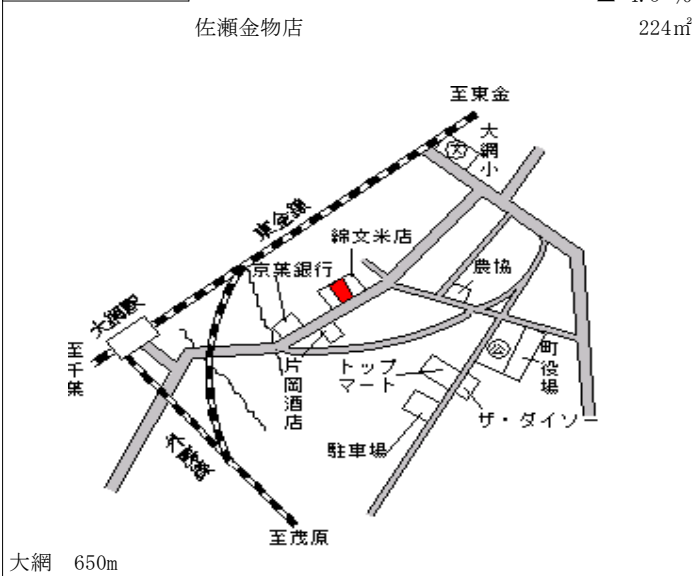 佐瀬金物店
224㎡
至東金
大網小
東金線
綿文米店
京葉銀行
農協
大網駅
至千葉
片岡酒店
トップマート
町役場
ザ・ダイソー
駐車場
外房線
至茂原
大網 650m